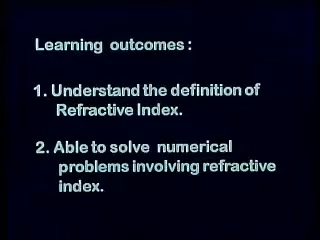 Learning outcomes :
1. Understand the definition of
Refractive Index.
2. Able to solve numerical
problems involving refractive
index.